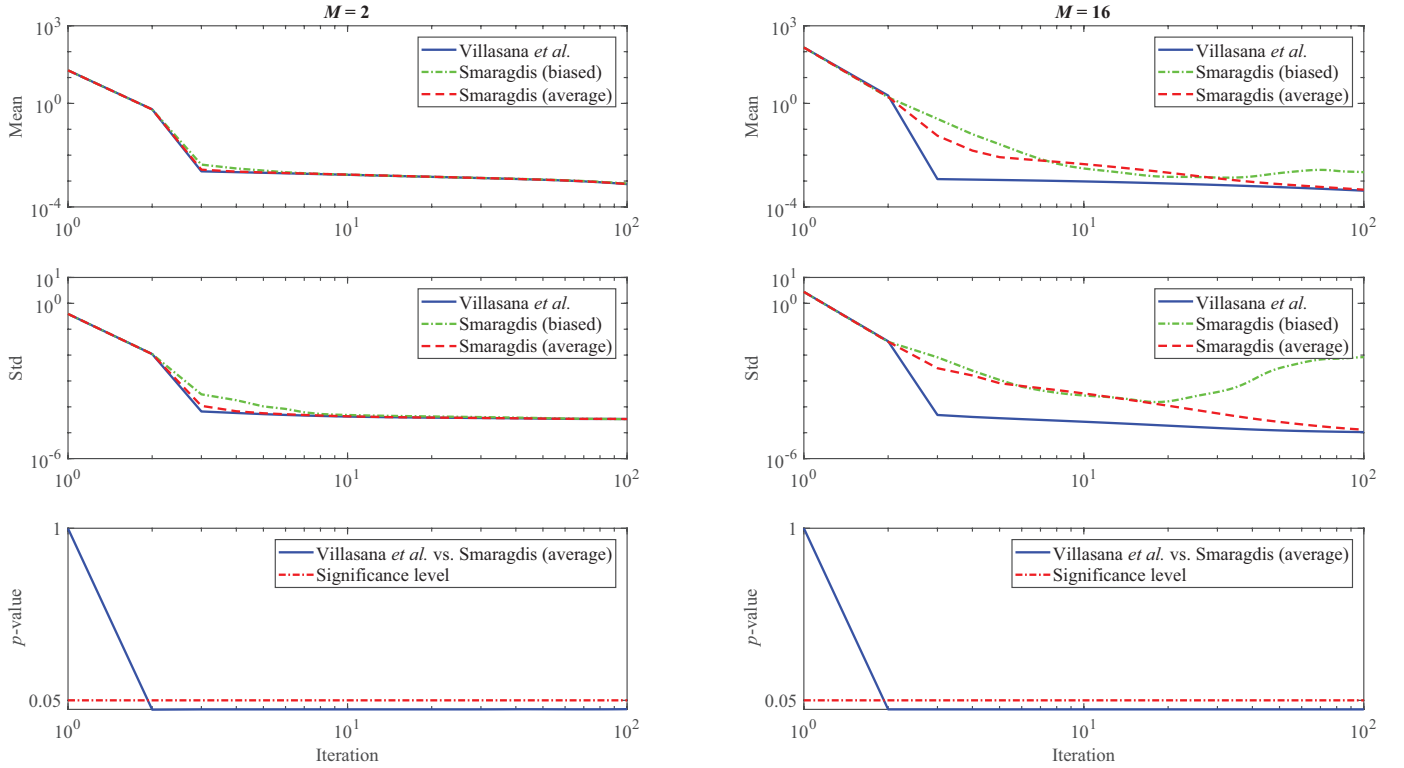 M = 2
10^3
10^0
10^-4
Mean
Villasana et al.
Smaragdis (biased)
Smaragdis (average)
10^0
10^1
10^2
M = 16
10^3
10^0
10^-4
Mean
Villasana et al.
Smaragdis (biased)
Smaragdis (average)
10^0
10^1
10^2
10^1
10^0
10^-6
Std
Villasana et al.
Smaragdis (biased)
Smaragdis (average)
10^0
10^1
10^2
10^1
10^0
10^-6
Std
Villasana et al.
Smaragdis (biased)
Smaragdis (average)
10^0
10^1
10^2
1
0.05
p-value
Villasana et al. vs. Smaragdis (average)
Significance level
10^0
10^1
10^2
Iteration
1
0.05
p-value
Villasana et al. vs. Smaragdis (average)
Significance level
10^0
10^1
10^2
Iteration